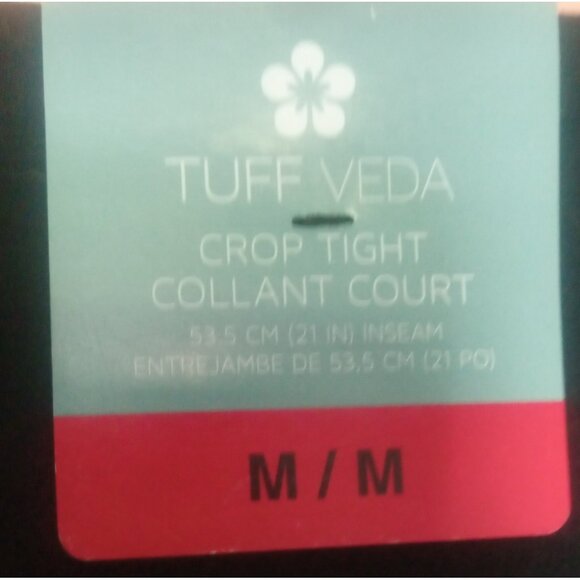 TUFF VEDA
CROP TIGHT
COLLANT COURT
53.5 CM (21 IN) INSEAM
ENTREJAMBE DE 53,5 CM (21 PO)
M / M